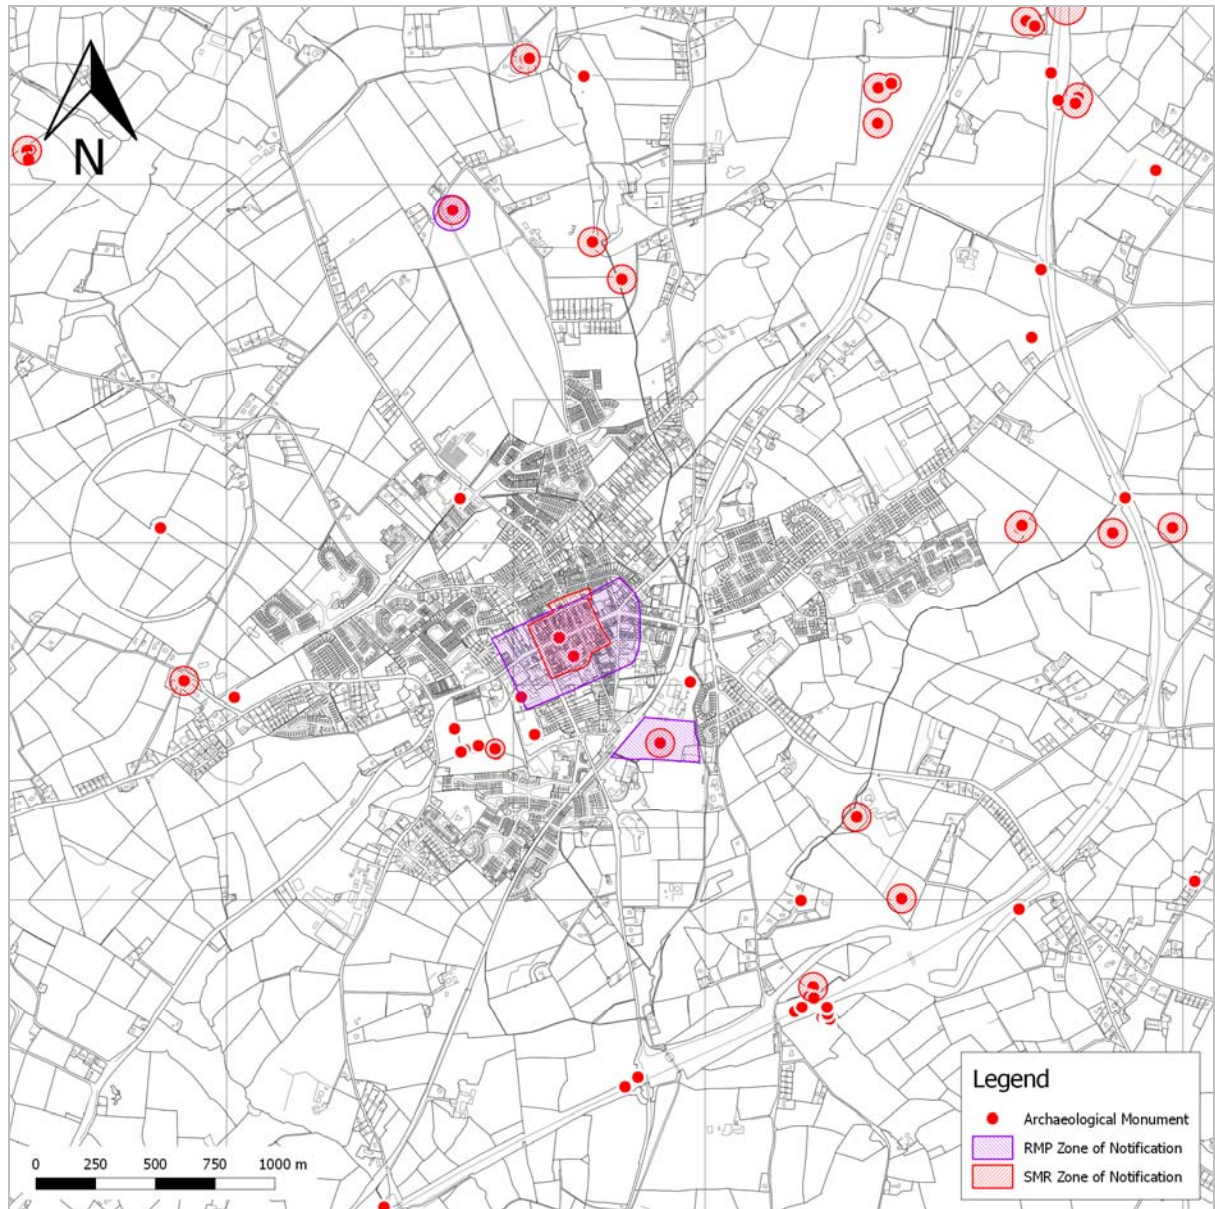 N
Legend
Archaeological Monument
RMP Zone of Notification
SMR Zone of Notification
0 250 500 750 1000 m